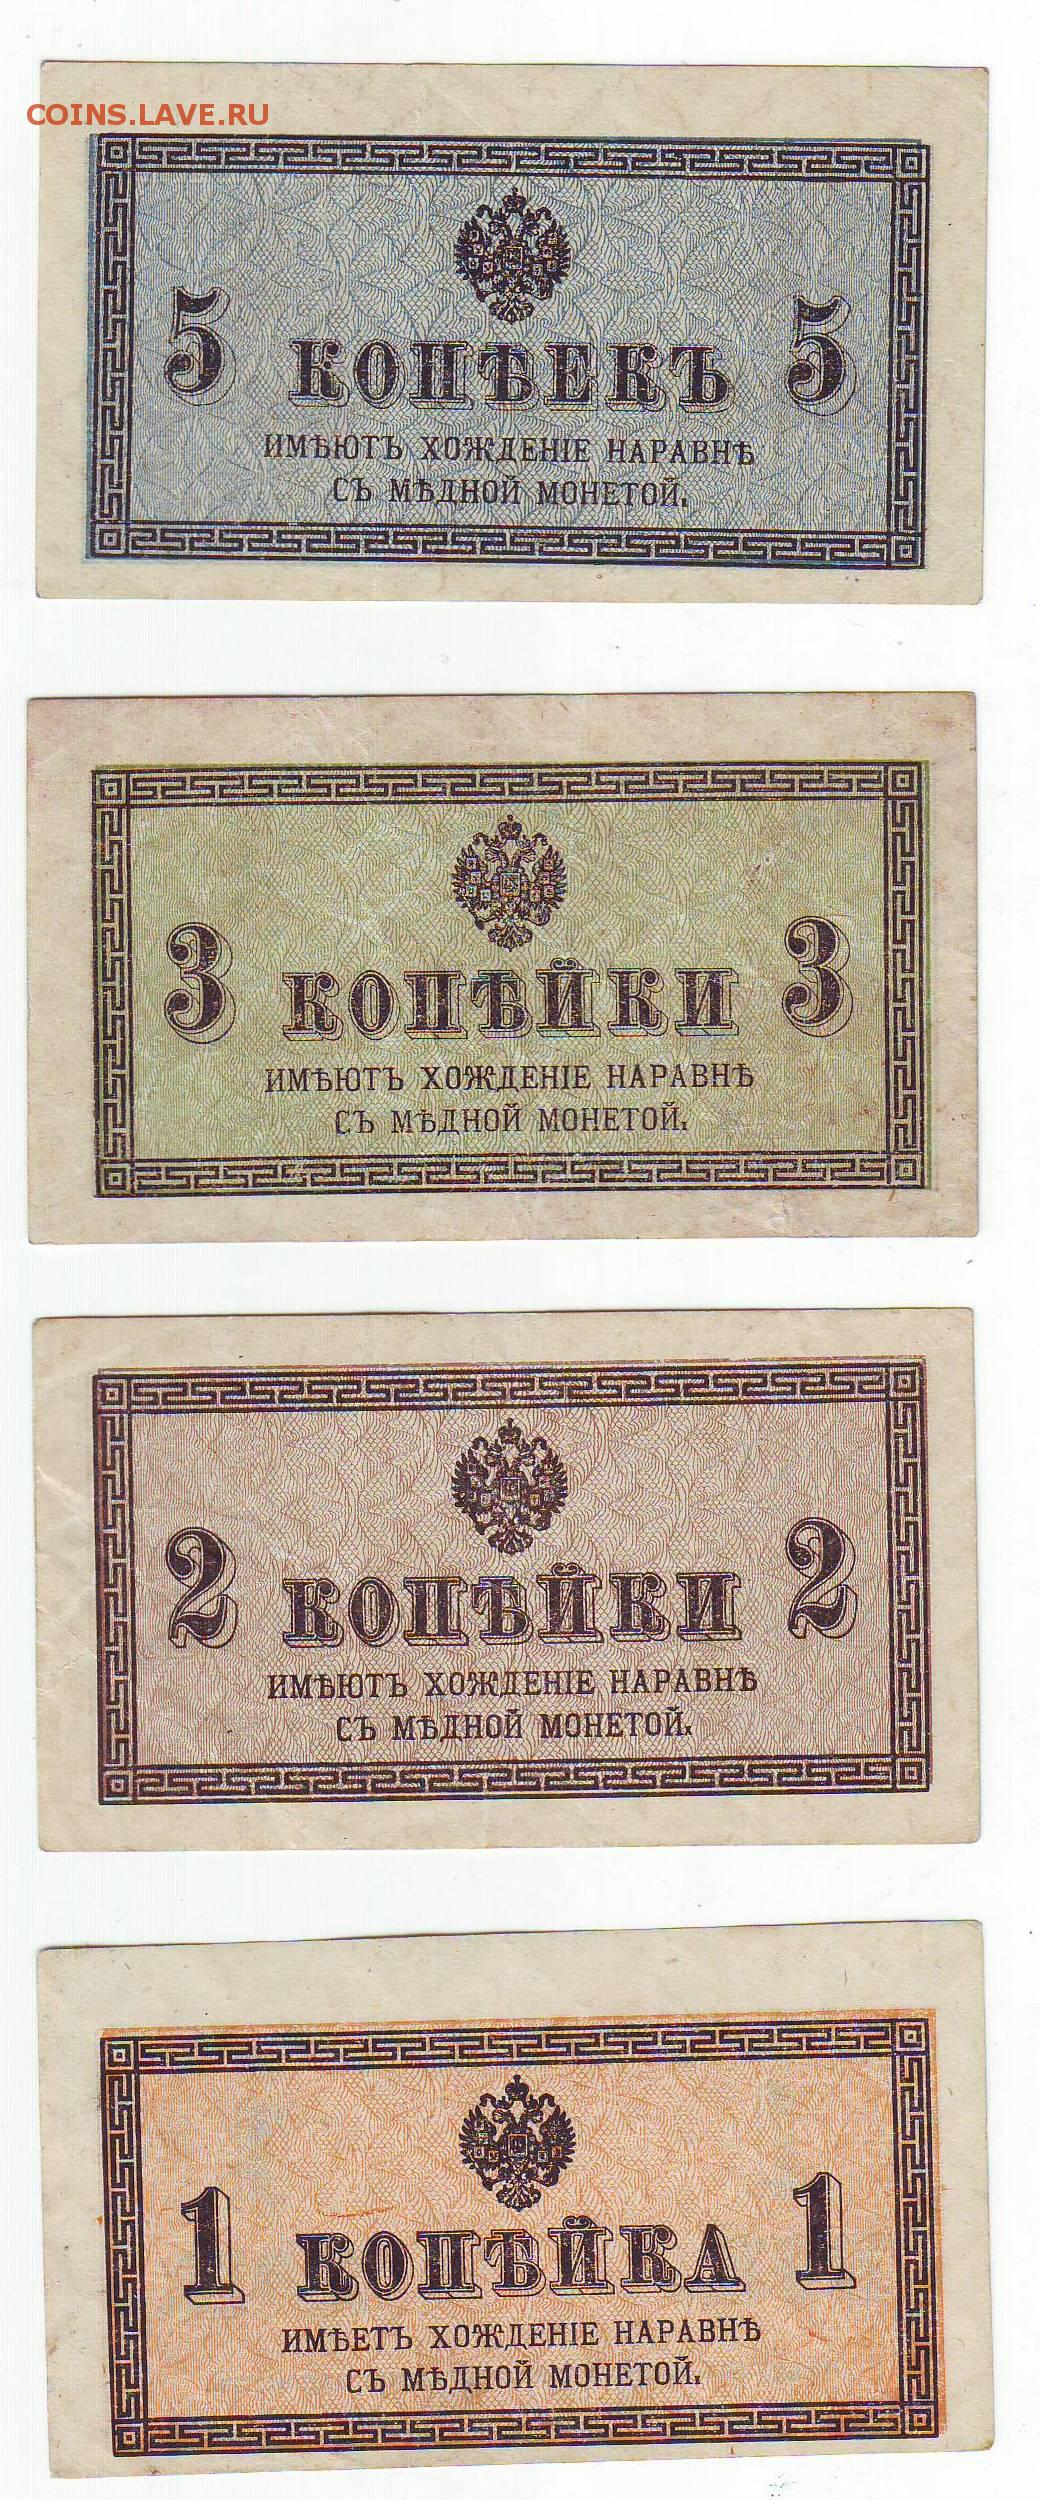 COINS.LAVE.RU
5 КОПѢЕКЪ 5
ИМѢЮТЪ ХОЖДЕНІЕ НАРАВНѢ
СЪ МѢДНОЙ МОНЕТОЙ.
3 КОПѢЙКИ 3
ИМѢЮТЪ ХОЖДЕНІЕ НАРАВНѢ
СЪ МѢДНОЙ МОНЕТОЙ.
2 КОПѢЙКИ 2
ИМѢЮТЪ ХОЖДЕНІЕ НАРАВНѢ
СЪ МѢДНОЙ МОНЕТОЙ.
1 КОПѢЙКА 1
ИМѢЕТЪ ХОЖДЕНІЕ НАРАВНѢ
СЪ МѢДНОЙ МОНЕТОЙ.